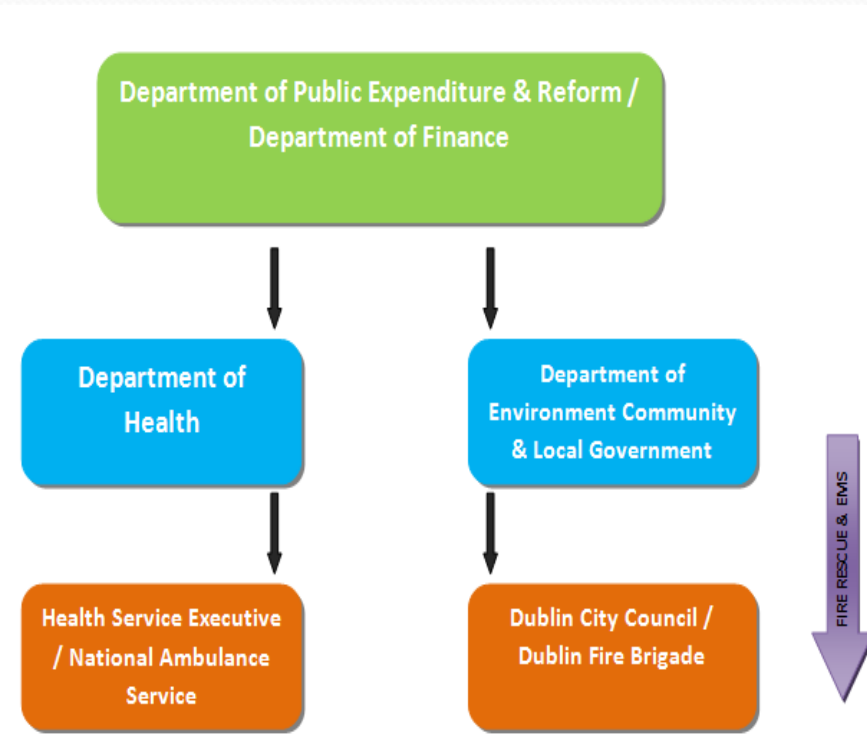 Department of Public Expenditure & Reform /
Department of Finance
Department of
Health
Department of
Environment Community
& Local Government
FIRE RESCUE & EMS
Health Service Executive
/ National Ambulance
Service
Dublin City Council /
Dublin Fire Brigade